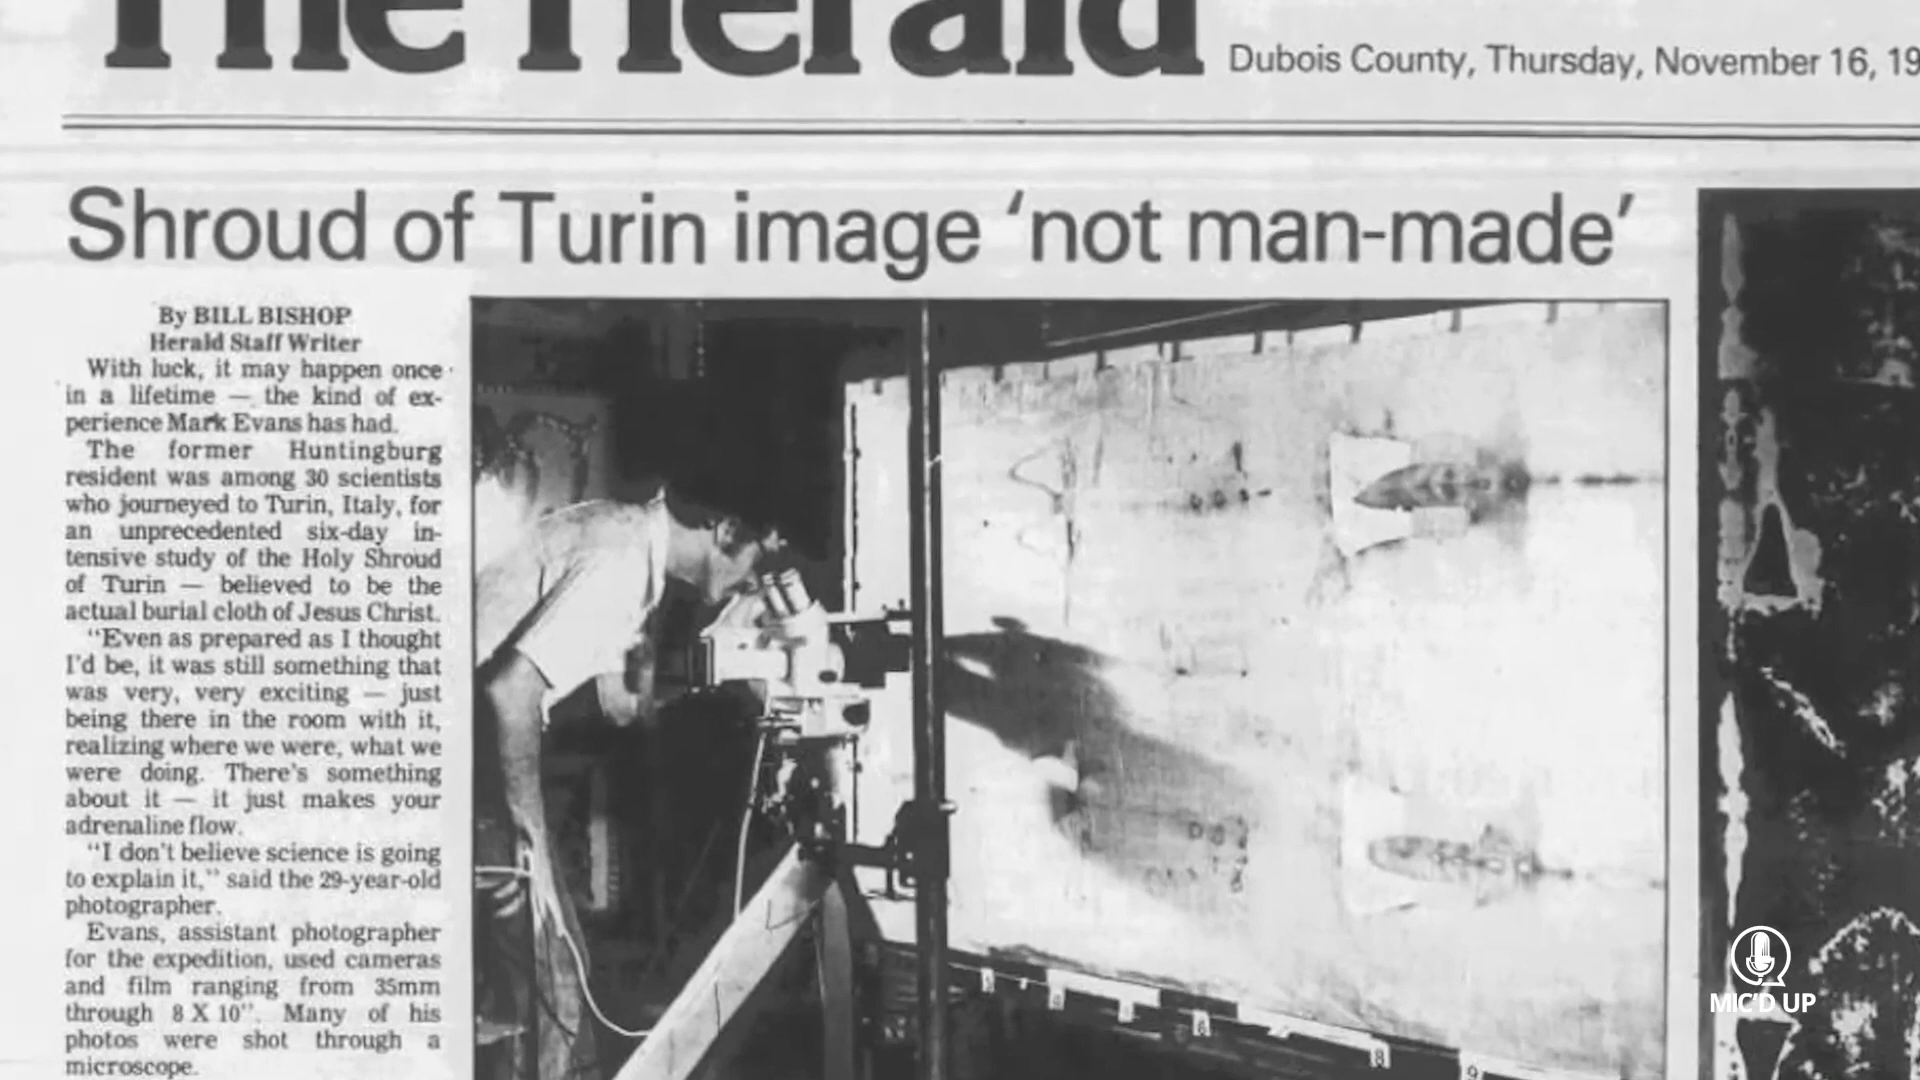 The Herald
Dubois County, Thursday, November 16, 19
Shroud of Turin image ‘not man-made’
By BILL BISHOP
Herald Staff Writer
With luck, it may happen once
in a lifetime — the kind of ex-
perience Mark Evans has had.
The former Huntingburg
resident was among 30 scientists
who journeyed to Turin, Italy, for
an unprecedented six-day in-
tensive study of the Holy Shroud
of Turin — believed to be the
actual burial cloth of Jesus Christ.
"Even as prepared as I thought
I'd be, it was still something that
was very, very exciting — just
being there in the room with it,
realizing where we were, what we
were doing. There's something
about it — it just makes your
adrenaline flow.
"I don't believe science is going
to explain it," said the 29-year-old
photographer.
Evans, assistant photographer
for the expedition, used cameras
and film ranging from 35mm
through 8 X 10". Many of his
photos were shot through a
microscope.
MIC'D UP